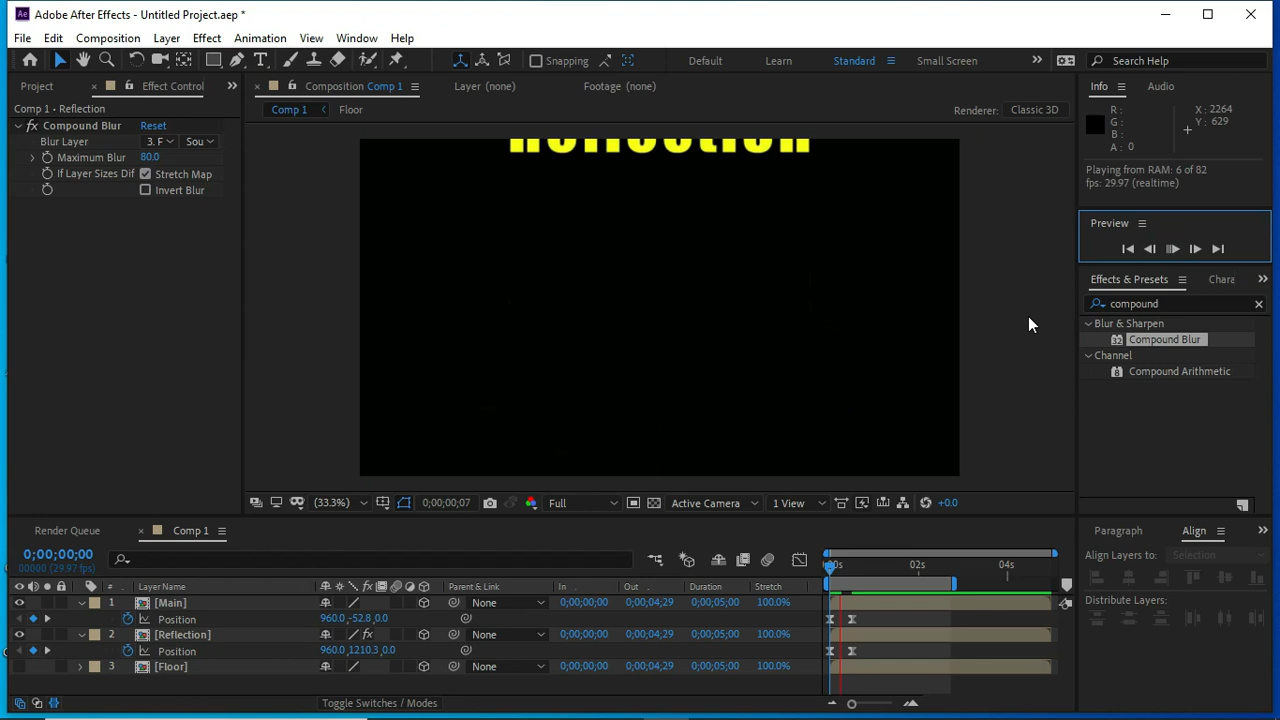 Adobe After Effects - Untitled Project.aep *
File Edit Composition Layer Effect Animation View Window Help
Snapping Default Learn Standard Small Screen Search Help
Project Effect Control Composition Comp 1 Layer (none) Footage (none) Info Audio
Comp 1 • Reflection Comp 1 Floor Renderer: Classic 3D
fx Compound Blur Reset
Blur Layer 3. F Sou
Maximum Blur 80.0
If Layer Sizes Dif Stretch Map
Invert Blur
R:
G:
B:
A: 0
X: 2264
Y: 629
Playing from RAM: 6 of 82
fps: 29.97 (realtime)
Preview
Effects & Presets Chara
compound
Blur & Sharpen
32 Compound Blur
Channel
8 Compound Arithmetic
Reflection
(33.3%) 0;00;00;07 Full Active Camera 1 View +0.0
Render Queue Comp 1 Paragraph Align
0;00;00;00
00000 (29.97 fps)
02s 04s
Align Layers to: Selection
# Layer Name fx Parent & Link In Out Duration Stretch
Distribute Layers:
1 [Main] None 0;00;00;00 0;00;04;29 0;00;05;00 100.0%
Position 960.0,-52.8,0.0
2 [Reflection] fx None 0;00;00;00 0;00;04;29 0;00;05;00 100.0%
Position 960.0,1210.3,0.0
3 [Floor] None 0;00;00;00 0;00;04;29 0;00;05;00 100.0%
Toggle Switches / Modes